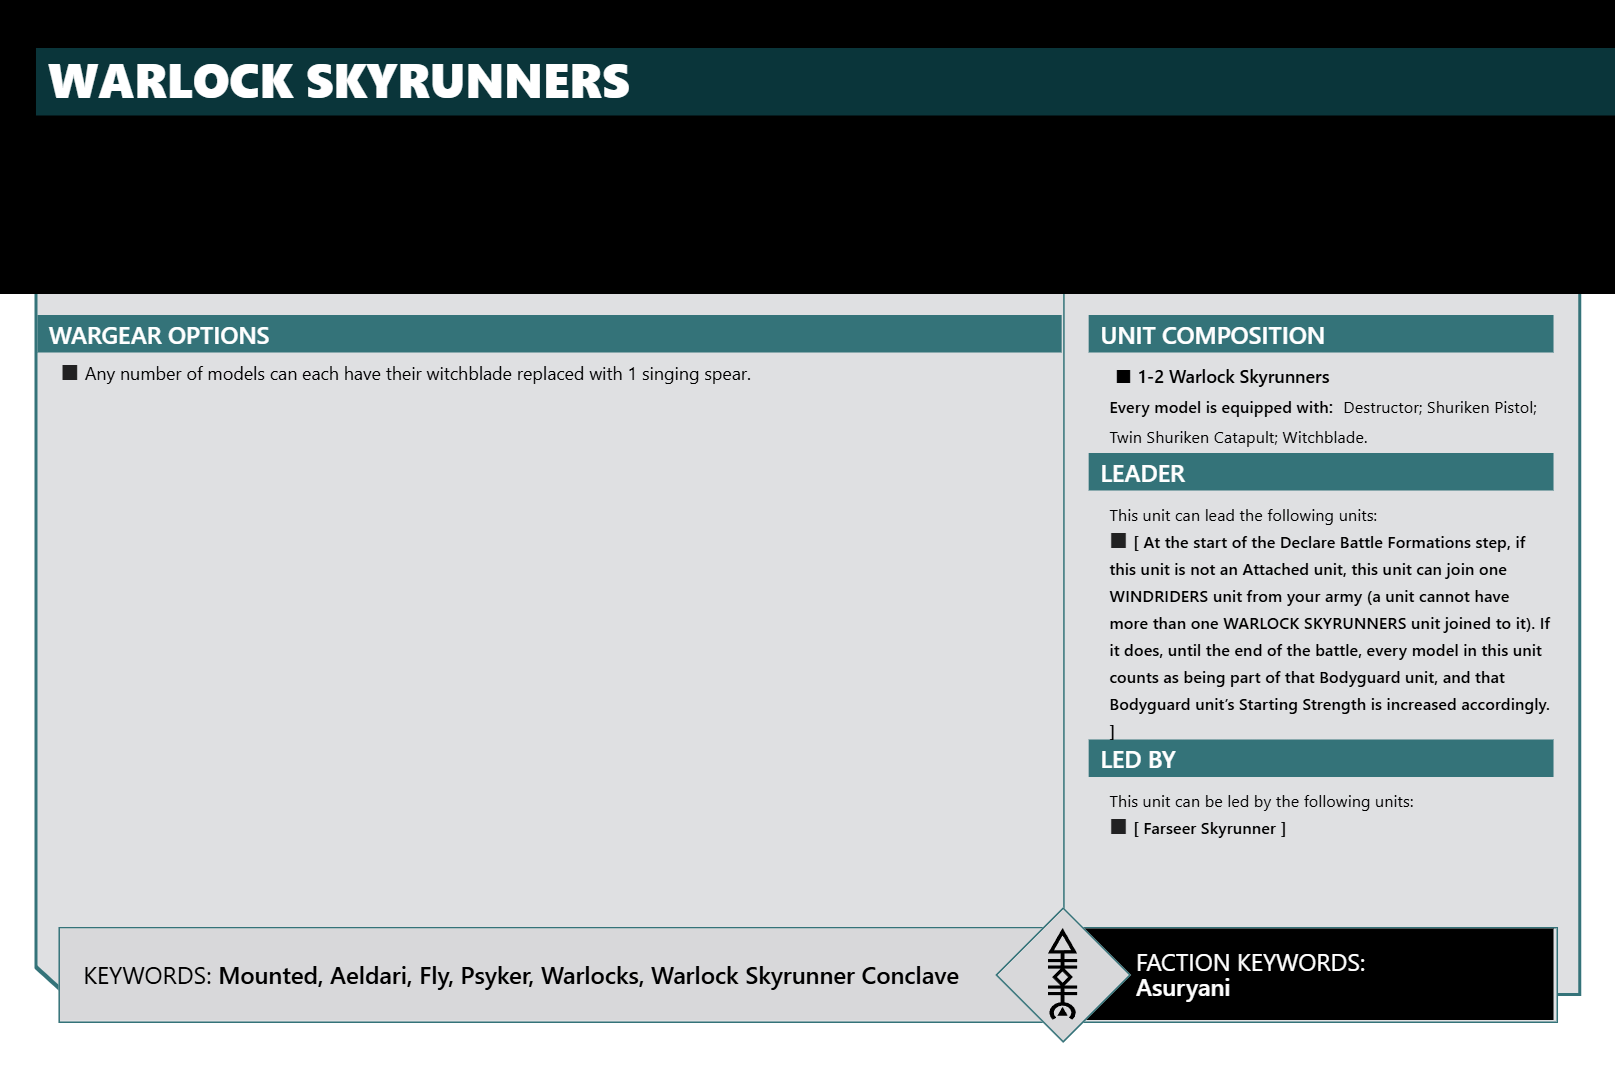 WARLOCK SKYRUNNERS
WARGEAR OPTIONS
■ Any number of models can each have their witchblade replaced with 1 singing spear.
UNIT COMPOSITION
■ 1-2 Warlock Skyrunners
Every model is equipped with: Destructor; Shuriken Pistol;
Twin Shuriken Catapult; Witchblade.
LEADER
This unit can lead the following units:
■ [ At the start of the Declare Battle Formations step, if
this unit is not an Attached unit, this unit can join one
WINDRIDERS unit from your army (a unit cannot have
more than one WARLOCK SKYRUNNERS unit joined to it). If
it does, until the end of the battle, every model in this unit
counts as being part of that Bodyguard unit, and that
Bodyguard unit’s Starting Strength is increased accordingly.
]
LED BY
This unit can be led by the following units:
■ [ Farseer Skyrunner ]
KEYWORDS: Mounted, Aeldari, Fly, Psyker, Warlocks, Warlock Skyrunner Conclave
FACTION KEYWORDS:
Asuryani